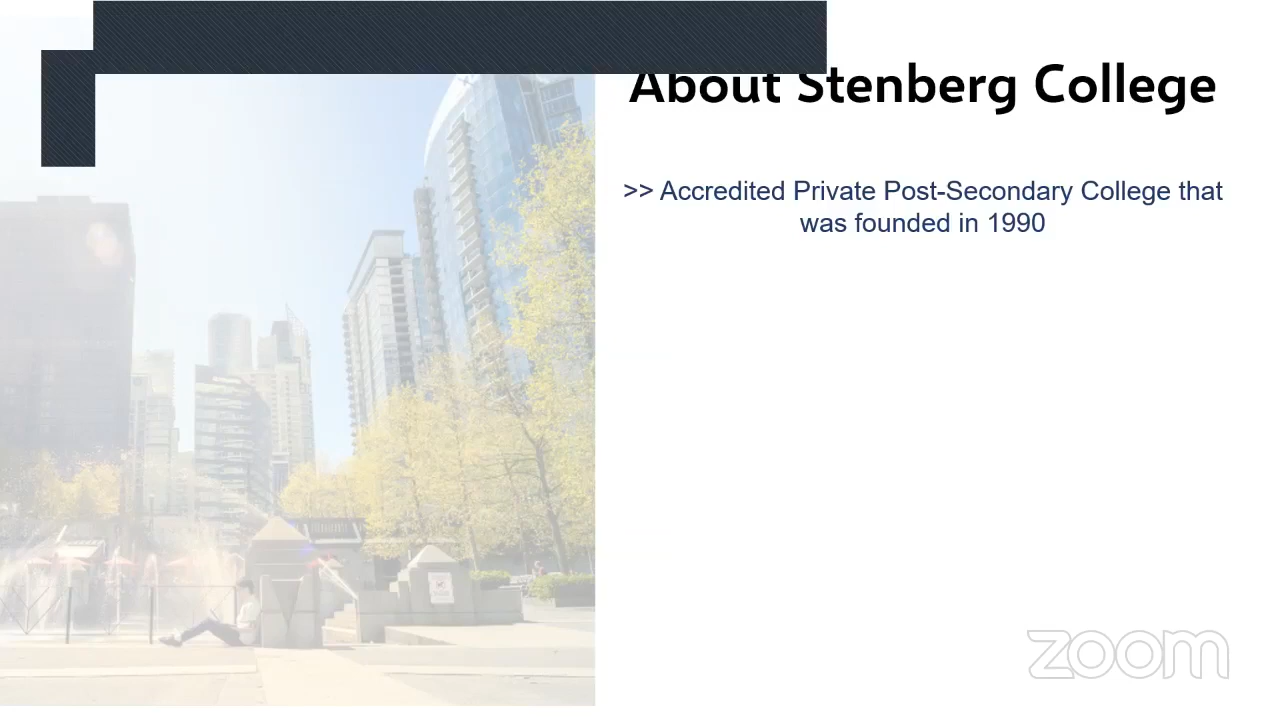 About Stenberg College
>> Accredited Private Post-Secondary College that
was founded in 1990
zoom